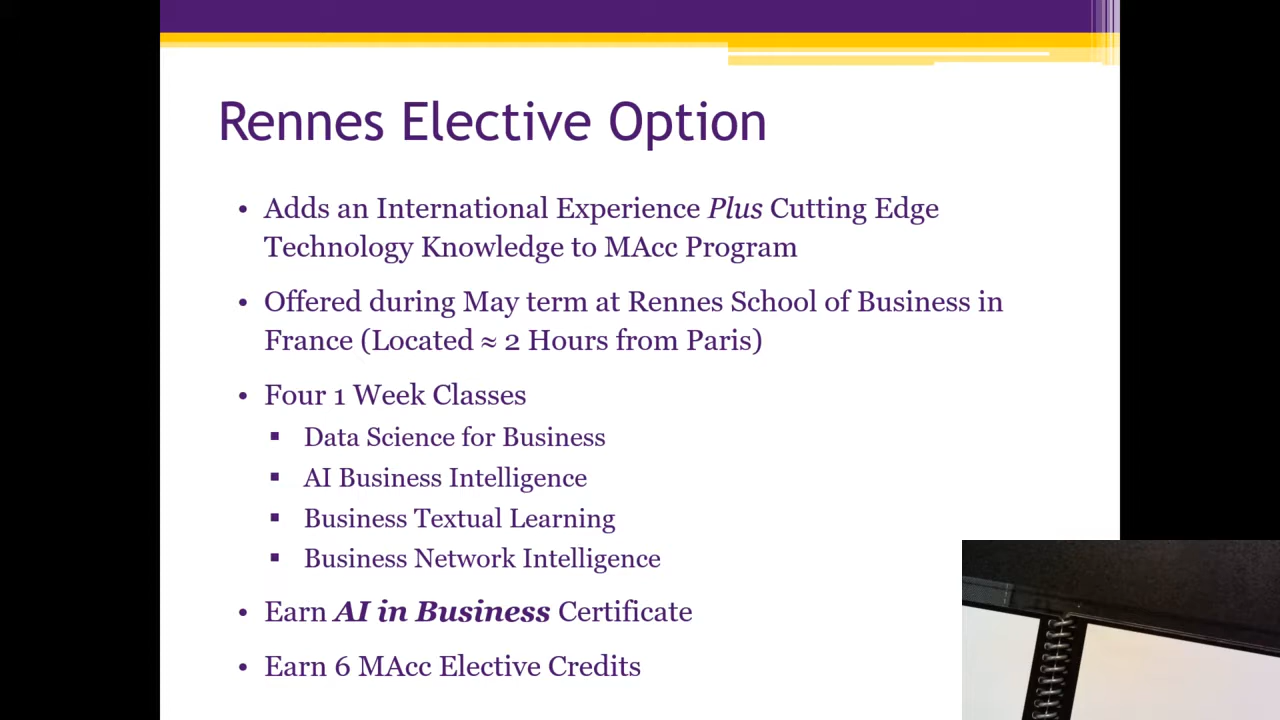 Rennes Elective Option
• Adds an International Experience Plus Cutting Edge
Technology Knowledge to MAcc Program
• Offered during May term at Rennes School of Business in
France (Located ≈ 2 Hours from Paris)
• Four 1 Week Classes
▪ Data Science for Business
▪ AI Business Intelligence
▪ Business Textual Learning
▪ Business Network Intelligence
• Earn AI in Business Certificate
• Earn 6 MAcc Elective Credits